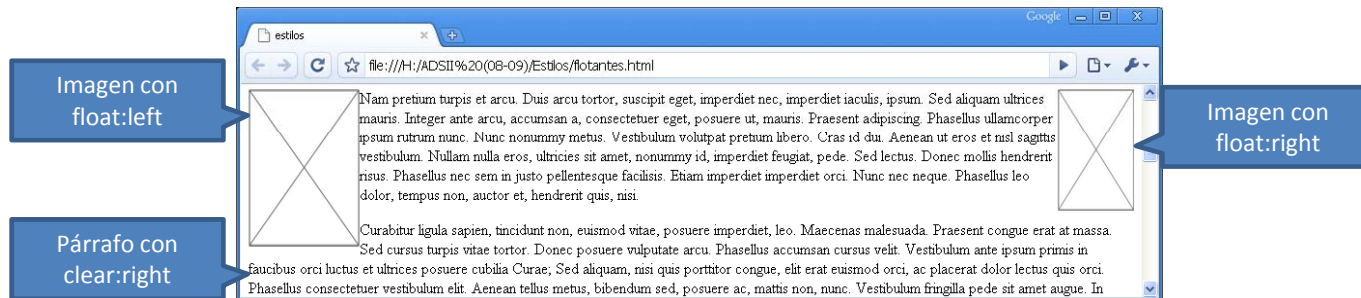 Google
estilos
file:///H:/ADSII%20(08-09)/Estilos/flotantes.html
Imagen con
float:left
Nam pretium turpis et arcu. Duis arcu tortor, suscipit eget, imperdiet nec, imperdiet iaculis, ipsum. Sed aliquam ultrices
mauris. Integer ante arcu, accumsan a, consectetuer eget, posuere ut, mauris. Praesent adipiscing. Phasellus ullamcorper
ipsum rutrum nunc. Nunc nonummy metus. Vestibulum volutpat pretium libero. Cras id dui. Aenean ut eros et nisl sagittis
vestibulum. Nullam nulla eros, ultricies sit amet, nonummy id, imperdiet feugiat, pede. Sed lectus. Donec mollis hendrerit
risus. Phasellus nec sem in justo pellentesque facilisis. Etiam imperdiet imperdiet orci. Nunc nec neque. Phasellus leo
dolor, tempus non, auctor et, hendrerit quis, nisi.
Imagen con
float:right
Párrafo con
clear:right
Curabitur ligula sapien, tincidunt non, euismod vitae, posuere imperdiet, leo. Maecenas malesuada. Praesent congue erat at massa.
Sed cursus turpis vitae tortor. Donec posuere vulputate arcu. Phasellus accumsan cursus velit. Vestibulum ante ipsum primis in
faucibus orci luctus et ultrices posuere cubilia Curae; Sed aliquam, nisi quis porttitor congue, elit erat euismod orci, ac placerat dolor lectus quis orci.
Phasellus consectetuer vestibulum elit. Aenean tellus metus, bibendum sed, posuere ac, mattis non, nunc. Vestibulum fringilla pede sit amet augue. In